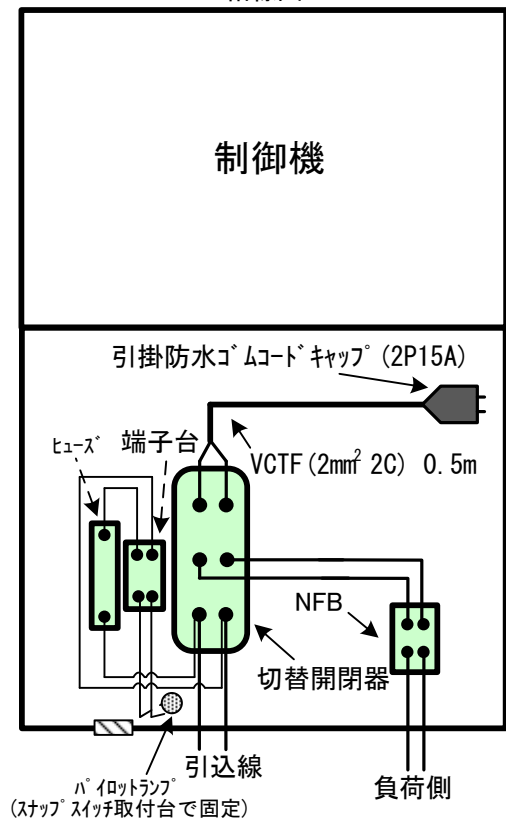 制御機
引掛防水ｺﾞﾑｺｰﾄﾞｷｬｯﾌﾟ(2P15A)
ﾋｭｰｽﾞ
端子台
VCTF(2mm² 2C) 0.5m
NFB
切替開閉器
引込線
負荷側
ﾊﾟｲﾛｯﾄﾗﾝﾌﾟ
(ｽﾅｯﾌﾟｽｲｯﾁ取付台で固定)